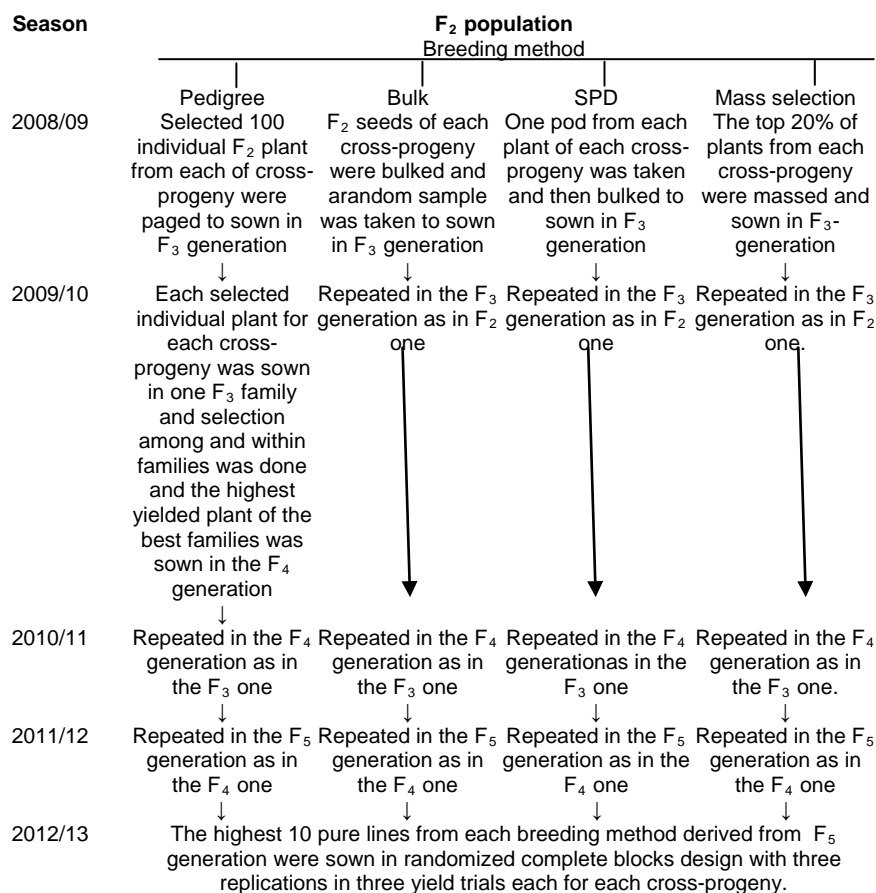 Season
F₂ population
Breeding method
2008/09
Pedigree
Selected 100
individual F₂ plant
from each of cross-
progeny were
paged to sown in
F₃ generation
↓
Bulk
F₂ seeds of each
cross-progeny
were bulked and
arandom sample
was taken to sown
in F₃ generation
↓
SPD
One pod from each
plant of each cross-
progeny was taken
and then bulked to
sown in F₃
generation
↓
Mass selection
The top 20% of
plants from each
cross-progeny
were massed and
sown in F₃-
generation
↓
2009/10
Each selected
individual plant for
each cross-
progeny was sown
in one F₃ family
and selection
among and within
families was done
and the highest
yielded plant of the
best families was
sown in the F₄
generation
↓
Repeated in the F₃
generation as in F₂
one
Repeated in the F₃
generation as in F₂
one
Repeated in the F₃
generation as in F₂
one.
2010/11
Repeated in the F₄
generation as in
the F₃ one
↓
Repeated in the F₄
generation as in
the F₃ one
↓
Repeated in the F₄
generationas in the
F₃ one
↓
Repeated in the F₄
generation as in
the F₃ one.
↓
2011/12
Repeated in the F₅
generation as in
the F₄ one
↓
Repeated in the F₅
generation as in
the F₄ one
↓
Repeated in the F₅
generation as in the
F₄ one
↓
Repeated in the F₅
generation as in
the F₄ one
↓
2012/13
The highest 10 pure lines from each breeding method derived from F₅
generation were sown in randomized complete blocks design with three
replications in three yield trials each for each cross-progeny.